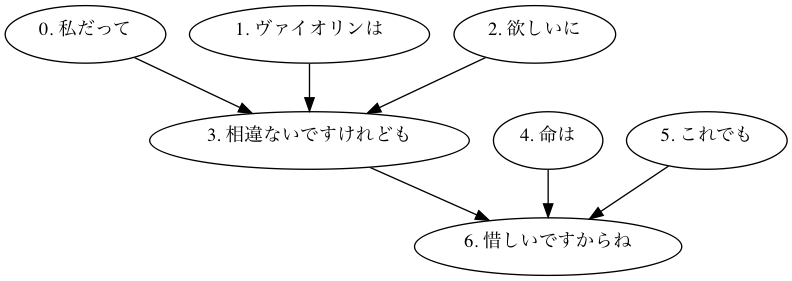 0. 私だって
1. ヴァイオリンは
2. 欲しいに
3. 相違ないですけれども
4. 命は
5. これでも
6. 惜しいですからね